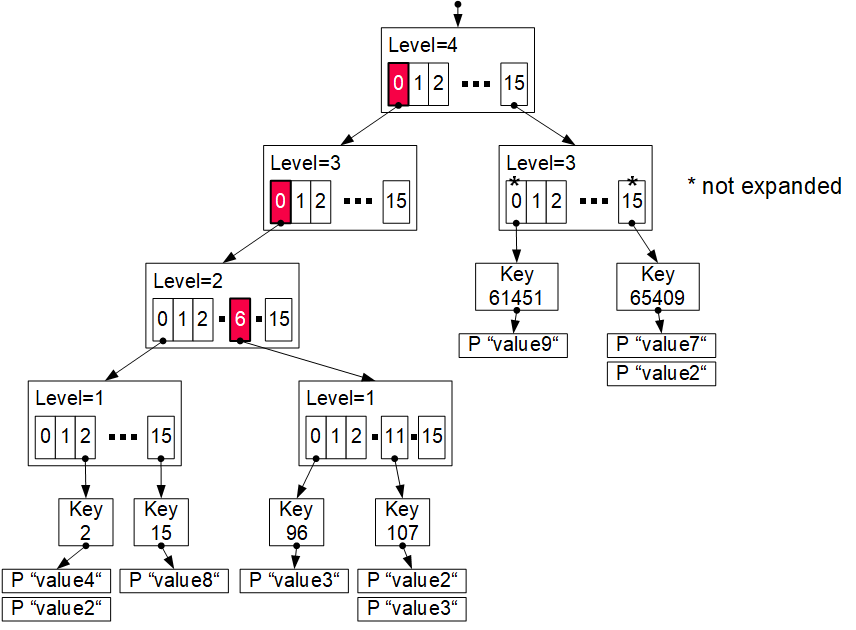 Level=4
0 1 2 ... 15
Level=3
0 1 2 ... 15
Level=3
* *
0 1 2 ... 15
* not expanded
Level=2
0 1 2 . 6 . 15
Key
61451
Key
65409
P “value9“
P “value7“
P “value2“
Level=1
0 1 2 ... 15
Level=1
0 1 2 . 11 . 15
Key
2
Key
15
Key
96
Key
107
P “value4“
P “value2“
P “value8“
P “value3“
P “value2“
P “value3“